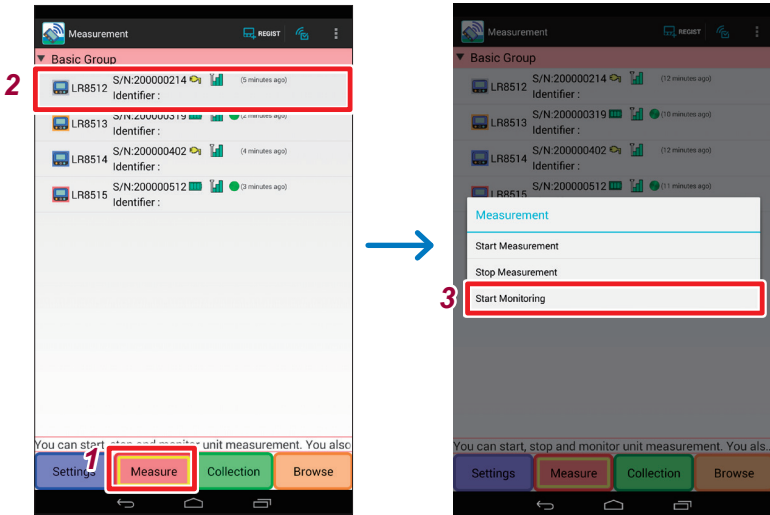 Measurement
REGIST
▼ Basic Group
2
LR8512
S/N:200000214
(5 minutes ago)
Identifier :
LR8513
S/N:200000319
(2 minutes ago)
Identifier :
LR8514
S/N:200000402
(4 minutes ago)
Identifier :
LR8515
S/N:200000512
(3 minutes ago)
Identifier :
You can start, stop and monitor unit measurement. You also
1
Settings
Measure
Collection
Browse
Measurement
REGIST
▼ Basic Group
LR8512
S/N:200000214
(12 minutes ago)
Identifier :
LR8513
S/N:200000319
(10 minutes ago)
Identifier :
LR8514
S/N:200000402
(12 minutes ago)
Identifier :
LR8515
S/N:200000512
(11 minutes ago)
Measurement
Start Measurement
Stop Measurement
3
Start Monitoring
You can start, stop and monitor unit measurement. You als..
Settings
Measure
Collection
Browse